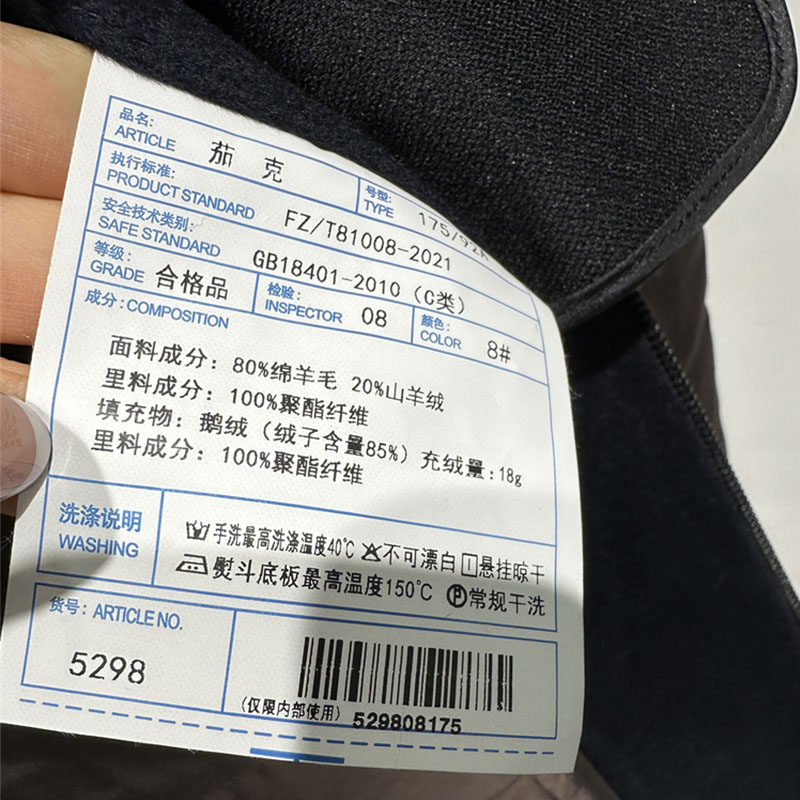 品名:
ARTICLE
茄克
号型:
TYPE
175/92A
执行标准:
PRODUCT STANDARD
FZ/T81008-2021
安全技术类别:
SAFE STANDARD
GB18401-2010（C类）
等级:
GRADE 合格品
检验:
INSPECTOR 08
颜色:
COLOR 8#
成分:COMPOSITION
面料成分: 80%绵羊毛 20%山羊绒
里料成分: 100%聚酯纤维
填充物: 鹅绒（绒子含量85%）充绒量:18g
里料成分: 100%聚酯纤维
洗涤说明
WASHING
手洗最高洗涤温度40℃ 不可漂白 悬挂晾干
熨斗底板最高温度150℃ Ⓟ常规干洗
货号: ARTICLE NO.
5298
(仅限内部使用) 529808175